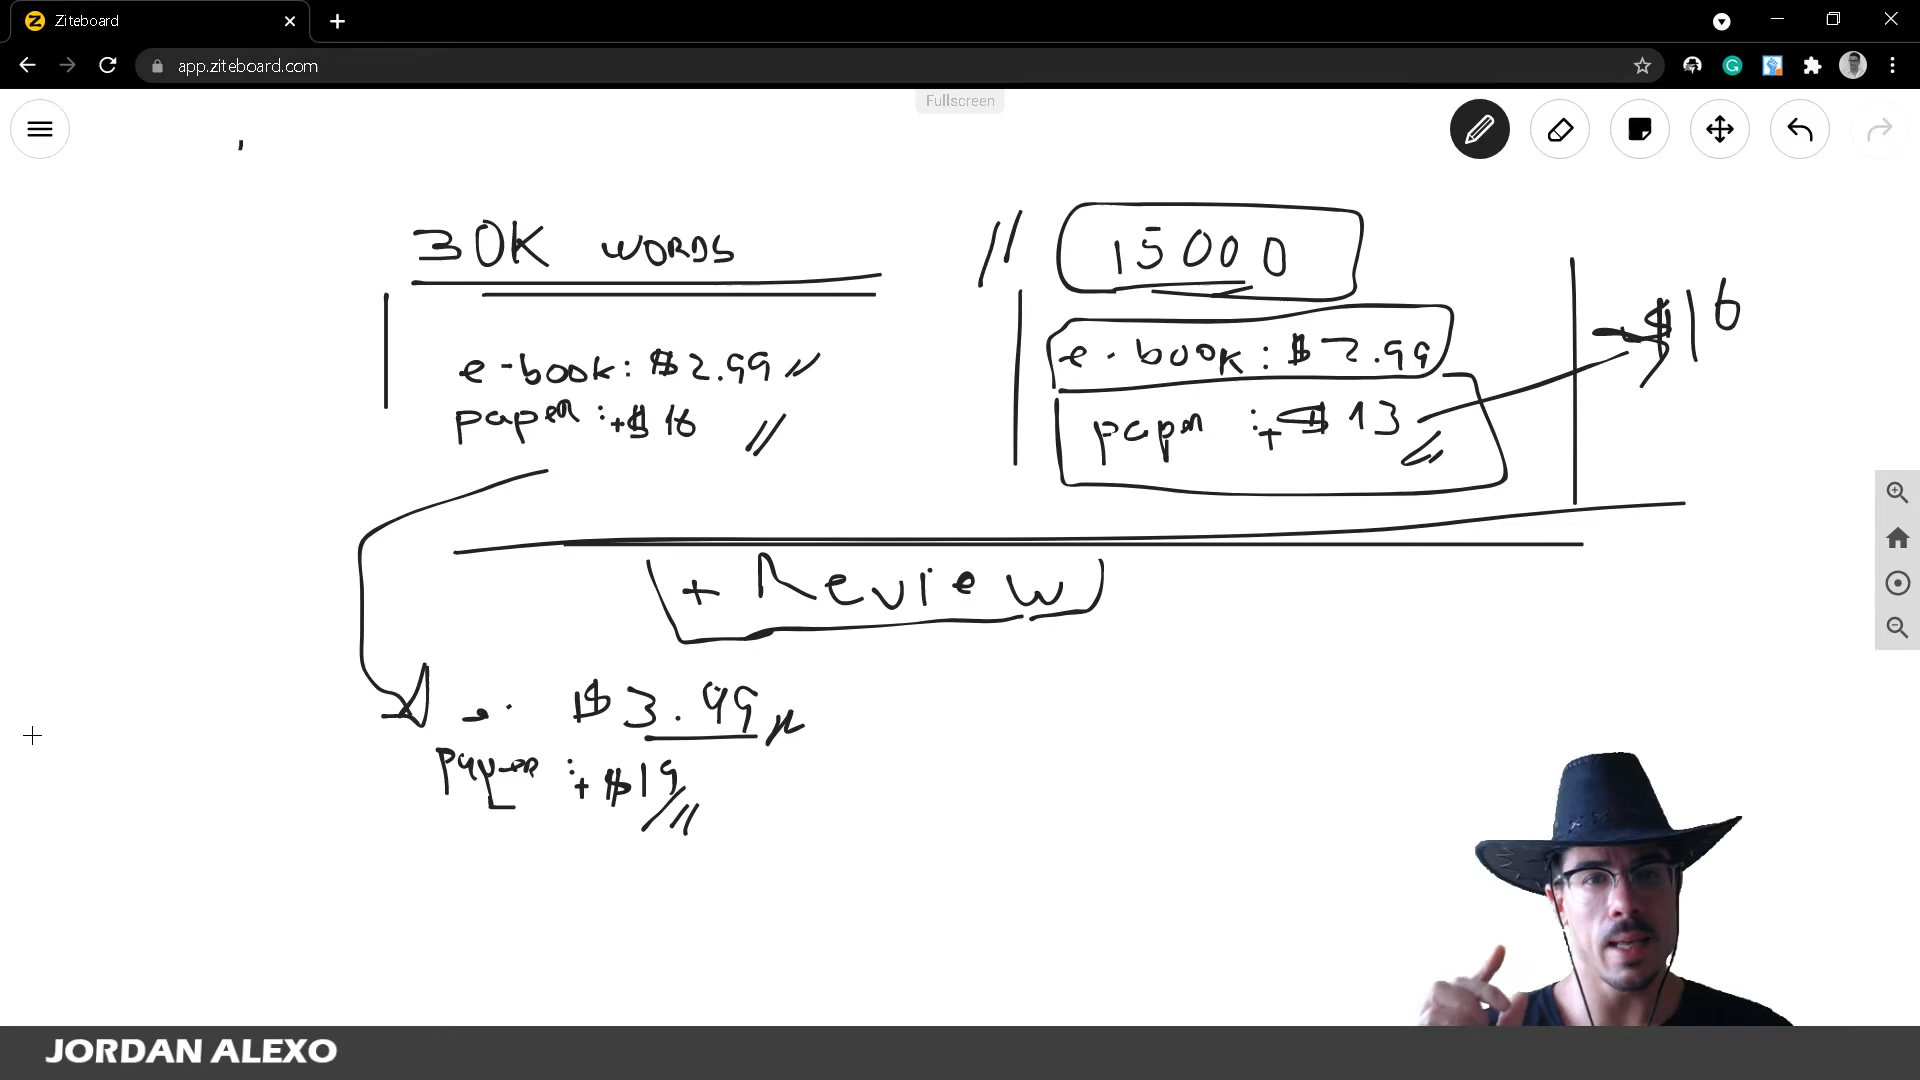 Ziteboard
app.ziteboard.com
Fullscreen
30K WORDS
e-book: $2.99
paper: +$16
15000
e-book: $2.99
paper: +$13
$16
+ Review
e. $3.99
paper: +$19
JORDAN ALEXO